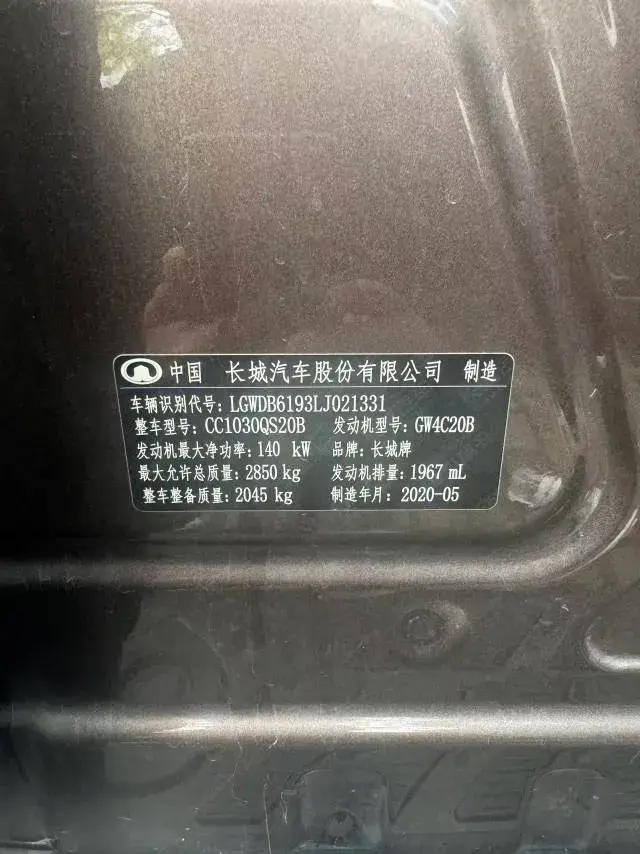 中国 长城汽车股份有限公司 制造
车辆识别代号: LGWDB6193LJ021331
整车型号: CC1030QS20B 发动机型号: GW4C20B
发动机最大净功率: 140 kW 品牌: 长城牌
最大允许总质量: 2850 kg 发动机排量: 1967 mL
整车整备质量: 2045 kg 制造年月: 2020-05